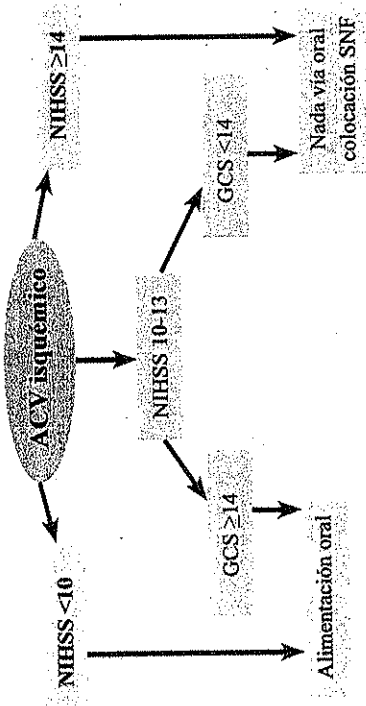 ACV isquémico
NIHSS <10
NIHSS ≥14
NIHSS 10-13
GCS ≥14
GCS <14
Alimentación oral
Nada vía oral
colocación SNF